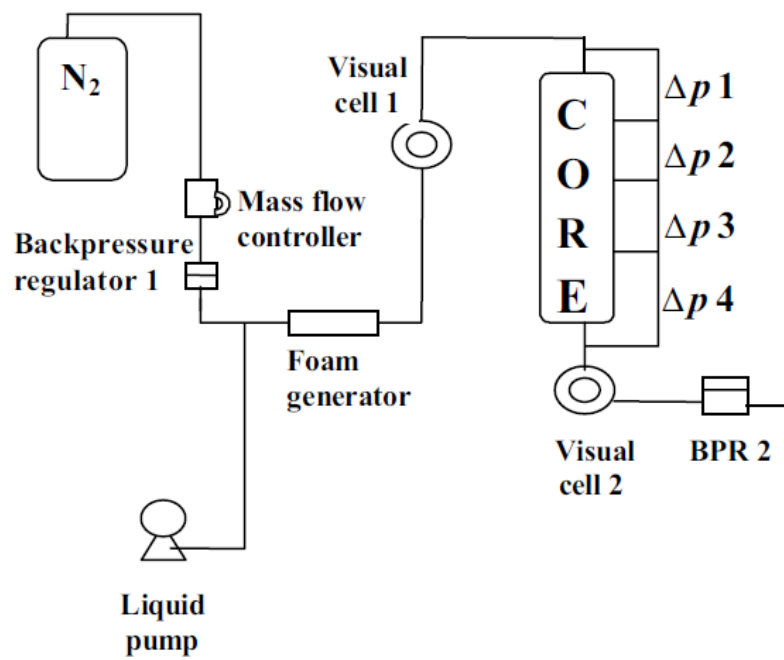 N₂
Visual
cell 1
Mass flow
controller
Backpressure
regulator 1
Foam
generator
Liquid
pump
C
O
R
E
Δp 1
Δp 2
Δp 3
Δp 4
Visual
cell 2
BPR 2